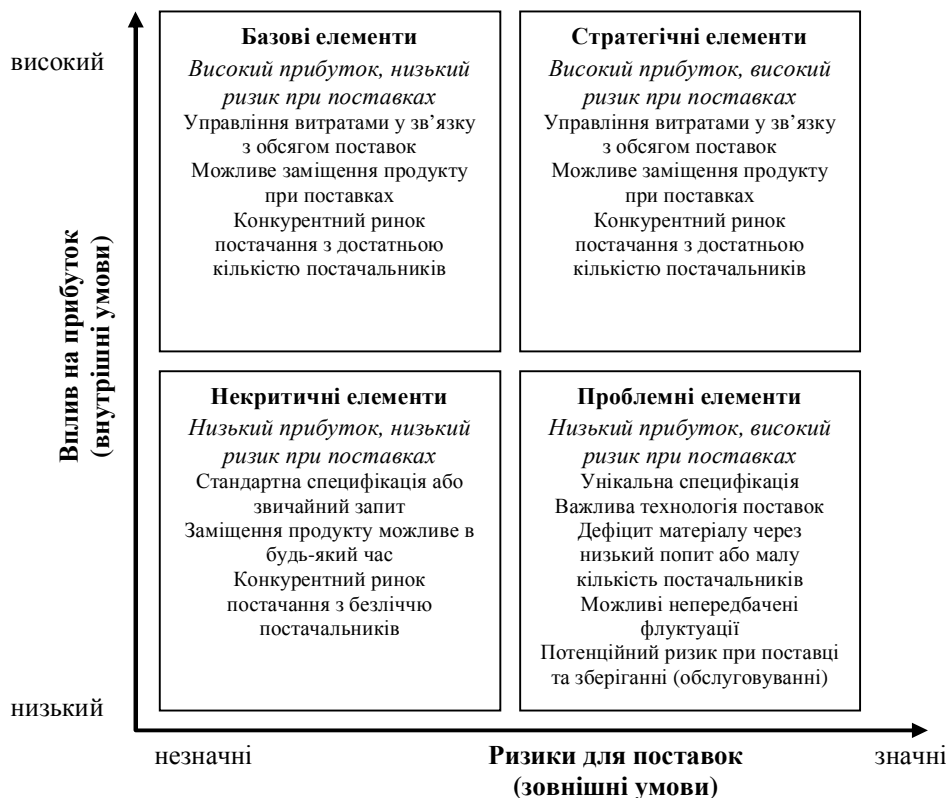 високий
Вплив на прибуток
(внутрішні умови)
низький
Базові елементи
Високий прибуток, низький
ризик при поставках
Управління витратами у зв’язку
з обсягом поставок
Можливе заміщення продукту
при поставках
Конкурентний ринок
постачання з достатньою
кількістю постачальників
Стратегічні елементи
Високий прибуток, високий
ризик при поставках
Управління витратами у зв’язку
з обсягом поставок
Можливе заміщення продукту
при поставках
Конкурентний ринок
постачання з достатньою
кількістю постачальників
Некритичні елементи
Низький прибуток, низький
ризик при поставках
Стандартна специфікація або
звичайний запит
Заміщення продукту можливе в
будь-який час
Конкурентний ринок
постачання з безліччю
постачальників
Проблемні елементи
Низький прибуток, високий
ризик при поставках
Унікальна специфікація
Важлива технологія поставок
Дефіцит матеріалу через
низький попит або малу
кількість постачальників
Можливі непередбачені
флуктуації
Потенційний ризик при поставці
та зберіганні (обслуговуванні)
незначні
Ризики для поставок
(зовнішні умови)
значні